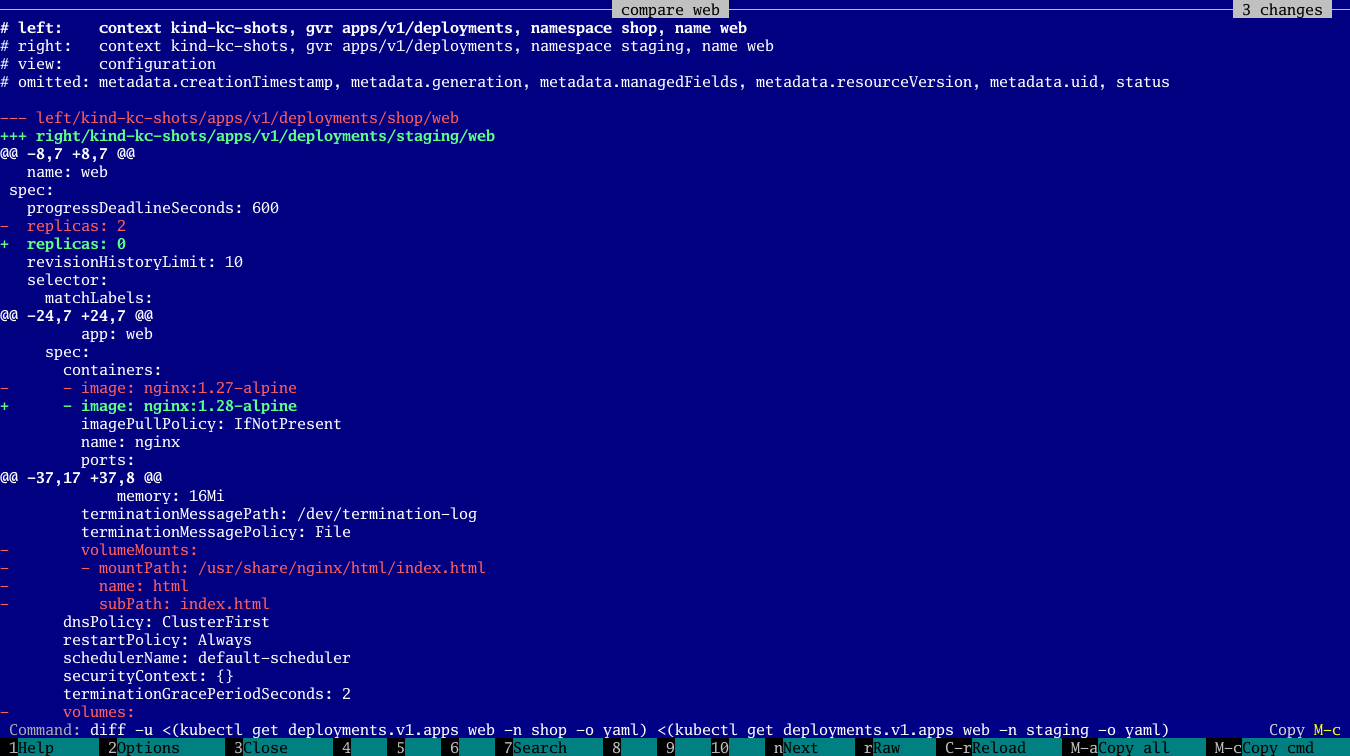 compare web 3 changes
# left:    context kind-kc-shots, gvr apps/v1/deployments, namespace shop, name web
# right:   context kind-kc-shots, gvr apps/v1/deployments, namespace staging, name web
# view:    configuration
# omitted: metadata.creationTimestamp, metadata.generation, metadata.managedFields, metadata.resourceVersion, metadata.uid, status
--- left/kind-kc-shots/apps/v1/deployments/shop/web
+++ right/kind-kc-shots/apps/v1/deployments/staging/web
@@ -8,7 +8,7 @@
   name: web
 spec:
   progressDeadlineSeconds: 600
-  replicas: 2
+  replicas: 0
   revisionHistoryLimit: 10
   selector:
     matchLabels:
@@ -24,7 +24,7 @@
         app: web
     spec:
       containers:
-      - image: nginx:1.27-alpine
+      - image: nginx:1.28-alpine
         imagePullPolicy: IfNotPresent
         name: nginx
         ports:
@@ -37,17 +37,8 @@
             memory: 16Mi
         terminationMessagePath: /dev/termination-log
         terminationMessagePolicy: File
-        volumeMounts:
-        - mountPath: /usr/share/nginx/html/index.html
-          name: html
-          subPath: index.html
       dnsPolicy: ClusterFirst
       restartPolicy: Always
       schedulerName: default-scheduler
       securityContext: {}
       terminationGracePeriodSeconds: 2
-      volumes:
Command: diff -u <(kubectl get deployments.v1.apps web -n shop -o yaml) <(kubectl get deployments.v1.apps web -n staging -o yaml) Copy M-c
1Help 2Options 3Close 4 5 6 7Search 8 9 10 nNext rRaw C-rReload M-aCopy all M-cCopy cmd